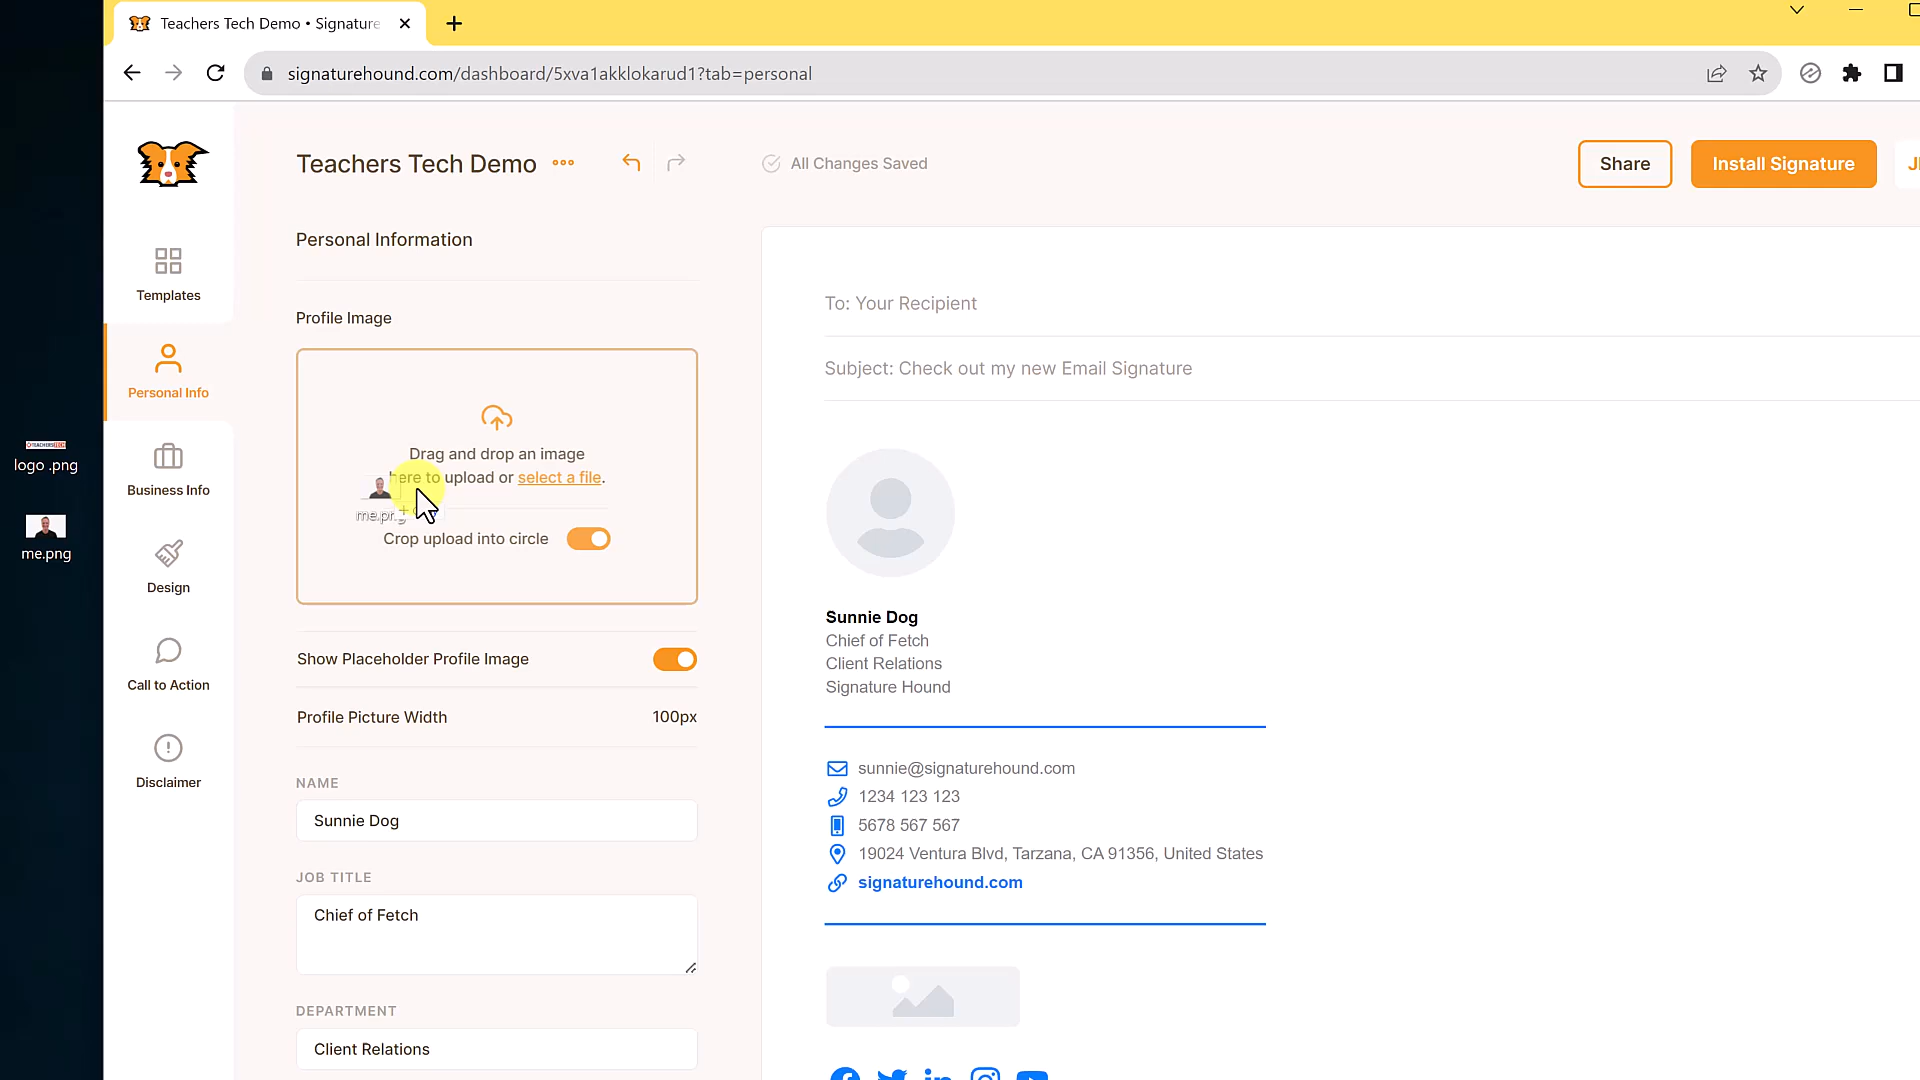 Teachers Tech Demo • Signature
signaturehound.com/dashboard/5xva1akklokarud1?tab=personal
Teachers Tech Demo
All Changes Saved
Share
Install Signature
Templates
Personal Info
Business Info
Design
Call to Action
Disclaimer
logo .png
me.png
Personal Information
Profile Image
Drag and drop an image
here to upload or select a file.
Crop upload into circle
Show Placeholder Profile Image
Profile Picture Width
100px
NAME
Sunnie Dog
JOB TITLE
Chief of Fetch
DEPARTMENT
Client Relations
To: Your Recipient
Subject: Check out my new Email Signature
Sunnie Dog
Chief of Fetch
Client Relations
Signature Hound
sunnie@signaturehound.com
1234 123 123
5678 567 567
19024 Ventura Blvd, Tarzana, CA 91356, United States
signaturehound.com